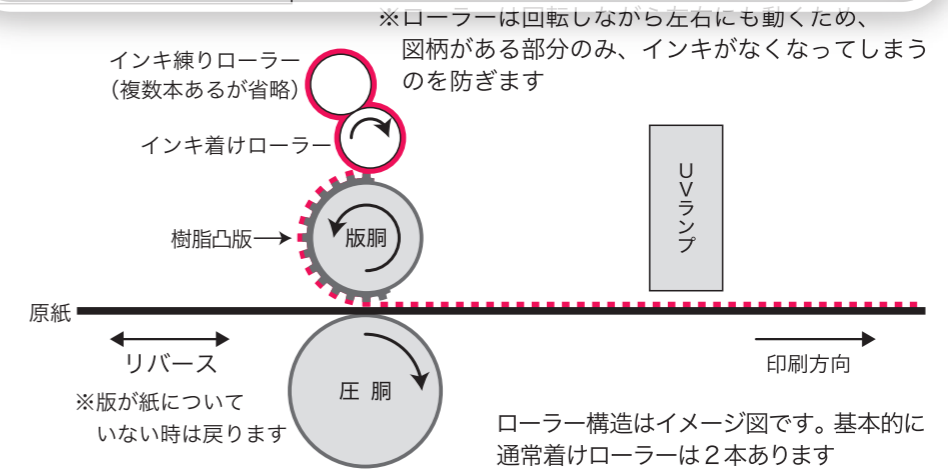 ※ローラーは回転しながら左右にも動くため、
図柄がある部分のみ、インキがなくなってしまう
のを防ぎます
インキ練りローラー
（複数本あるが省略）
インキ着けローラー
UVランプ
樹脂凸版
版胴
原紙
リバース
印刷方向
※版が紙について
いない時は戻ります
圧 胴
ローラー構造はイメージ図です。基本的に
通常着けローラーは２本あります